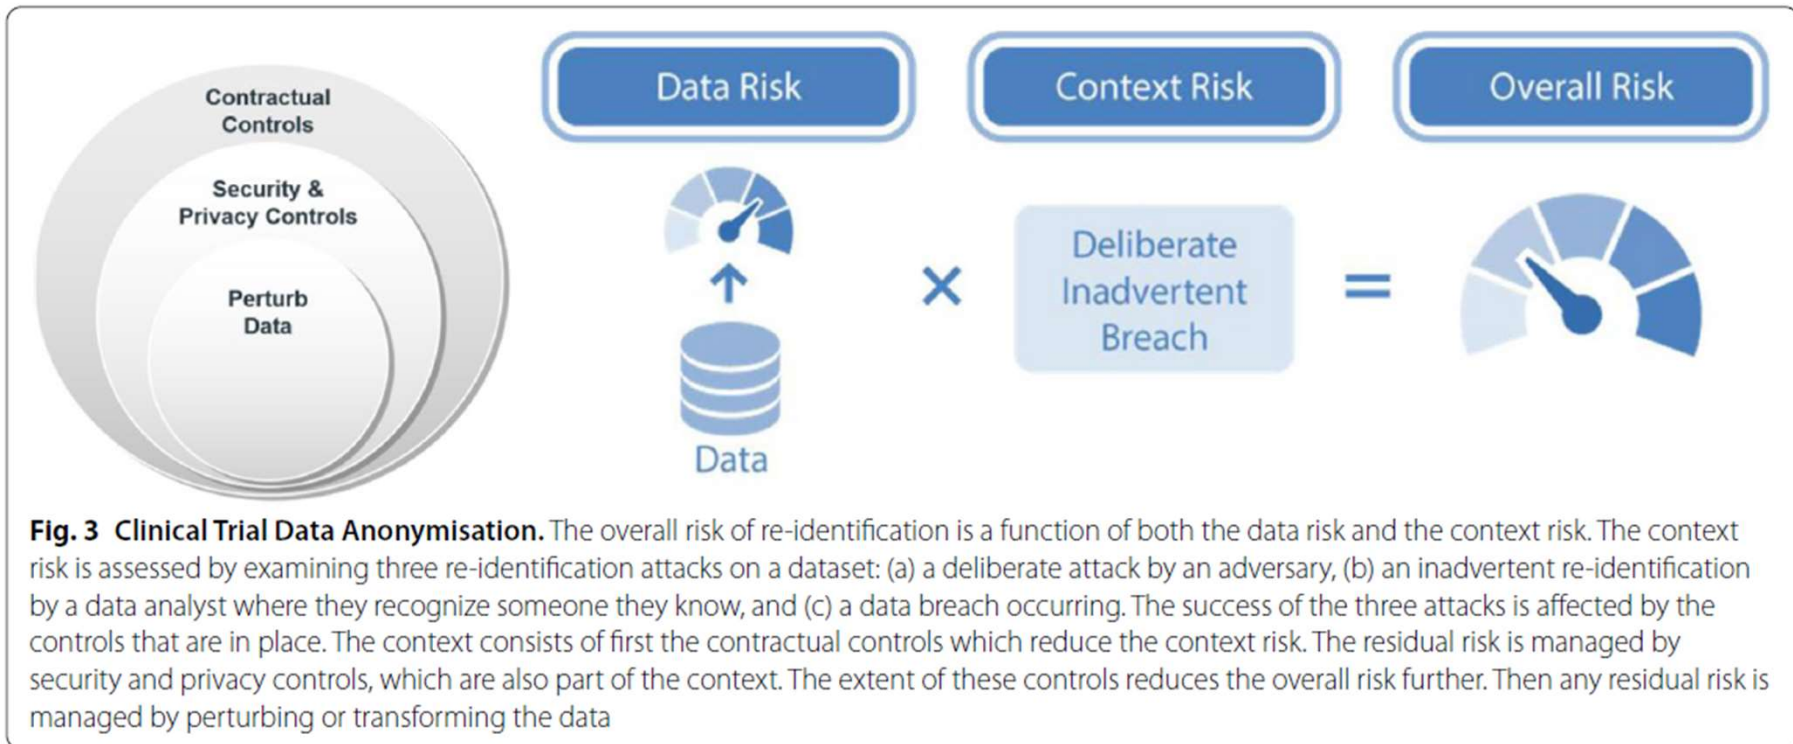 Contractual
Controls
Security &
Privacy Controls
Perturb
Data
Data Risk
Context Risk
Overall Risk
Deliberate
Inadvertent
Breach
×
=
Data
Fig. 3 Clinical Trial Data Anonymisation. The overall risk of re-identification is a function of both the data risk and the context risk. The context
risk is assessed by examining three re-identification attacks on a dataset: (a) a deliberate attack by an adversary, (b) an inadvertent re-identification
by a data analyst where they recognize someone they know, and (c) a data breach occurring. The success of the three attacks is affected by the
controls that are in place. The context consists of first the contractual controls which reduce the context risk. The residual risk is managed by
security and privacy controls, which are also part of the context. The extent of these controls reduces the overall risk further. Then any residual risk is
managed by perturbing or transforming the data